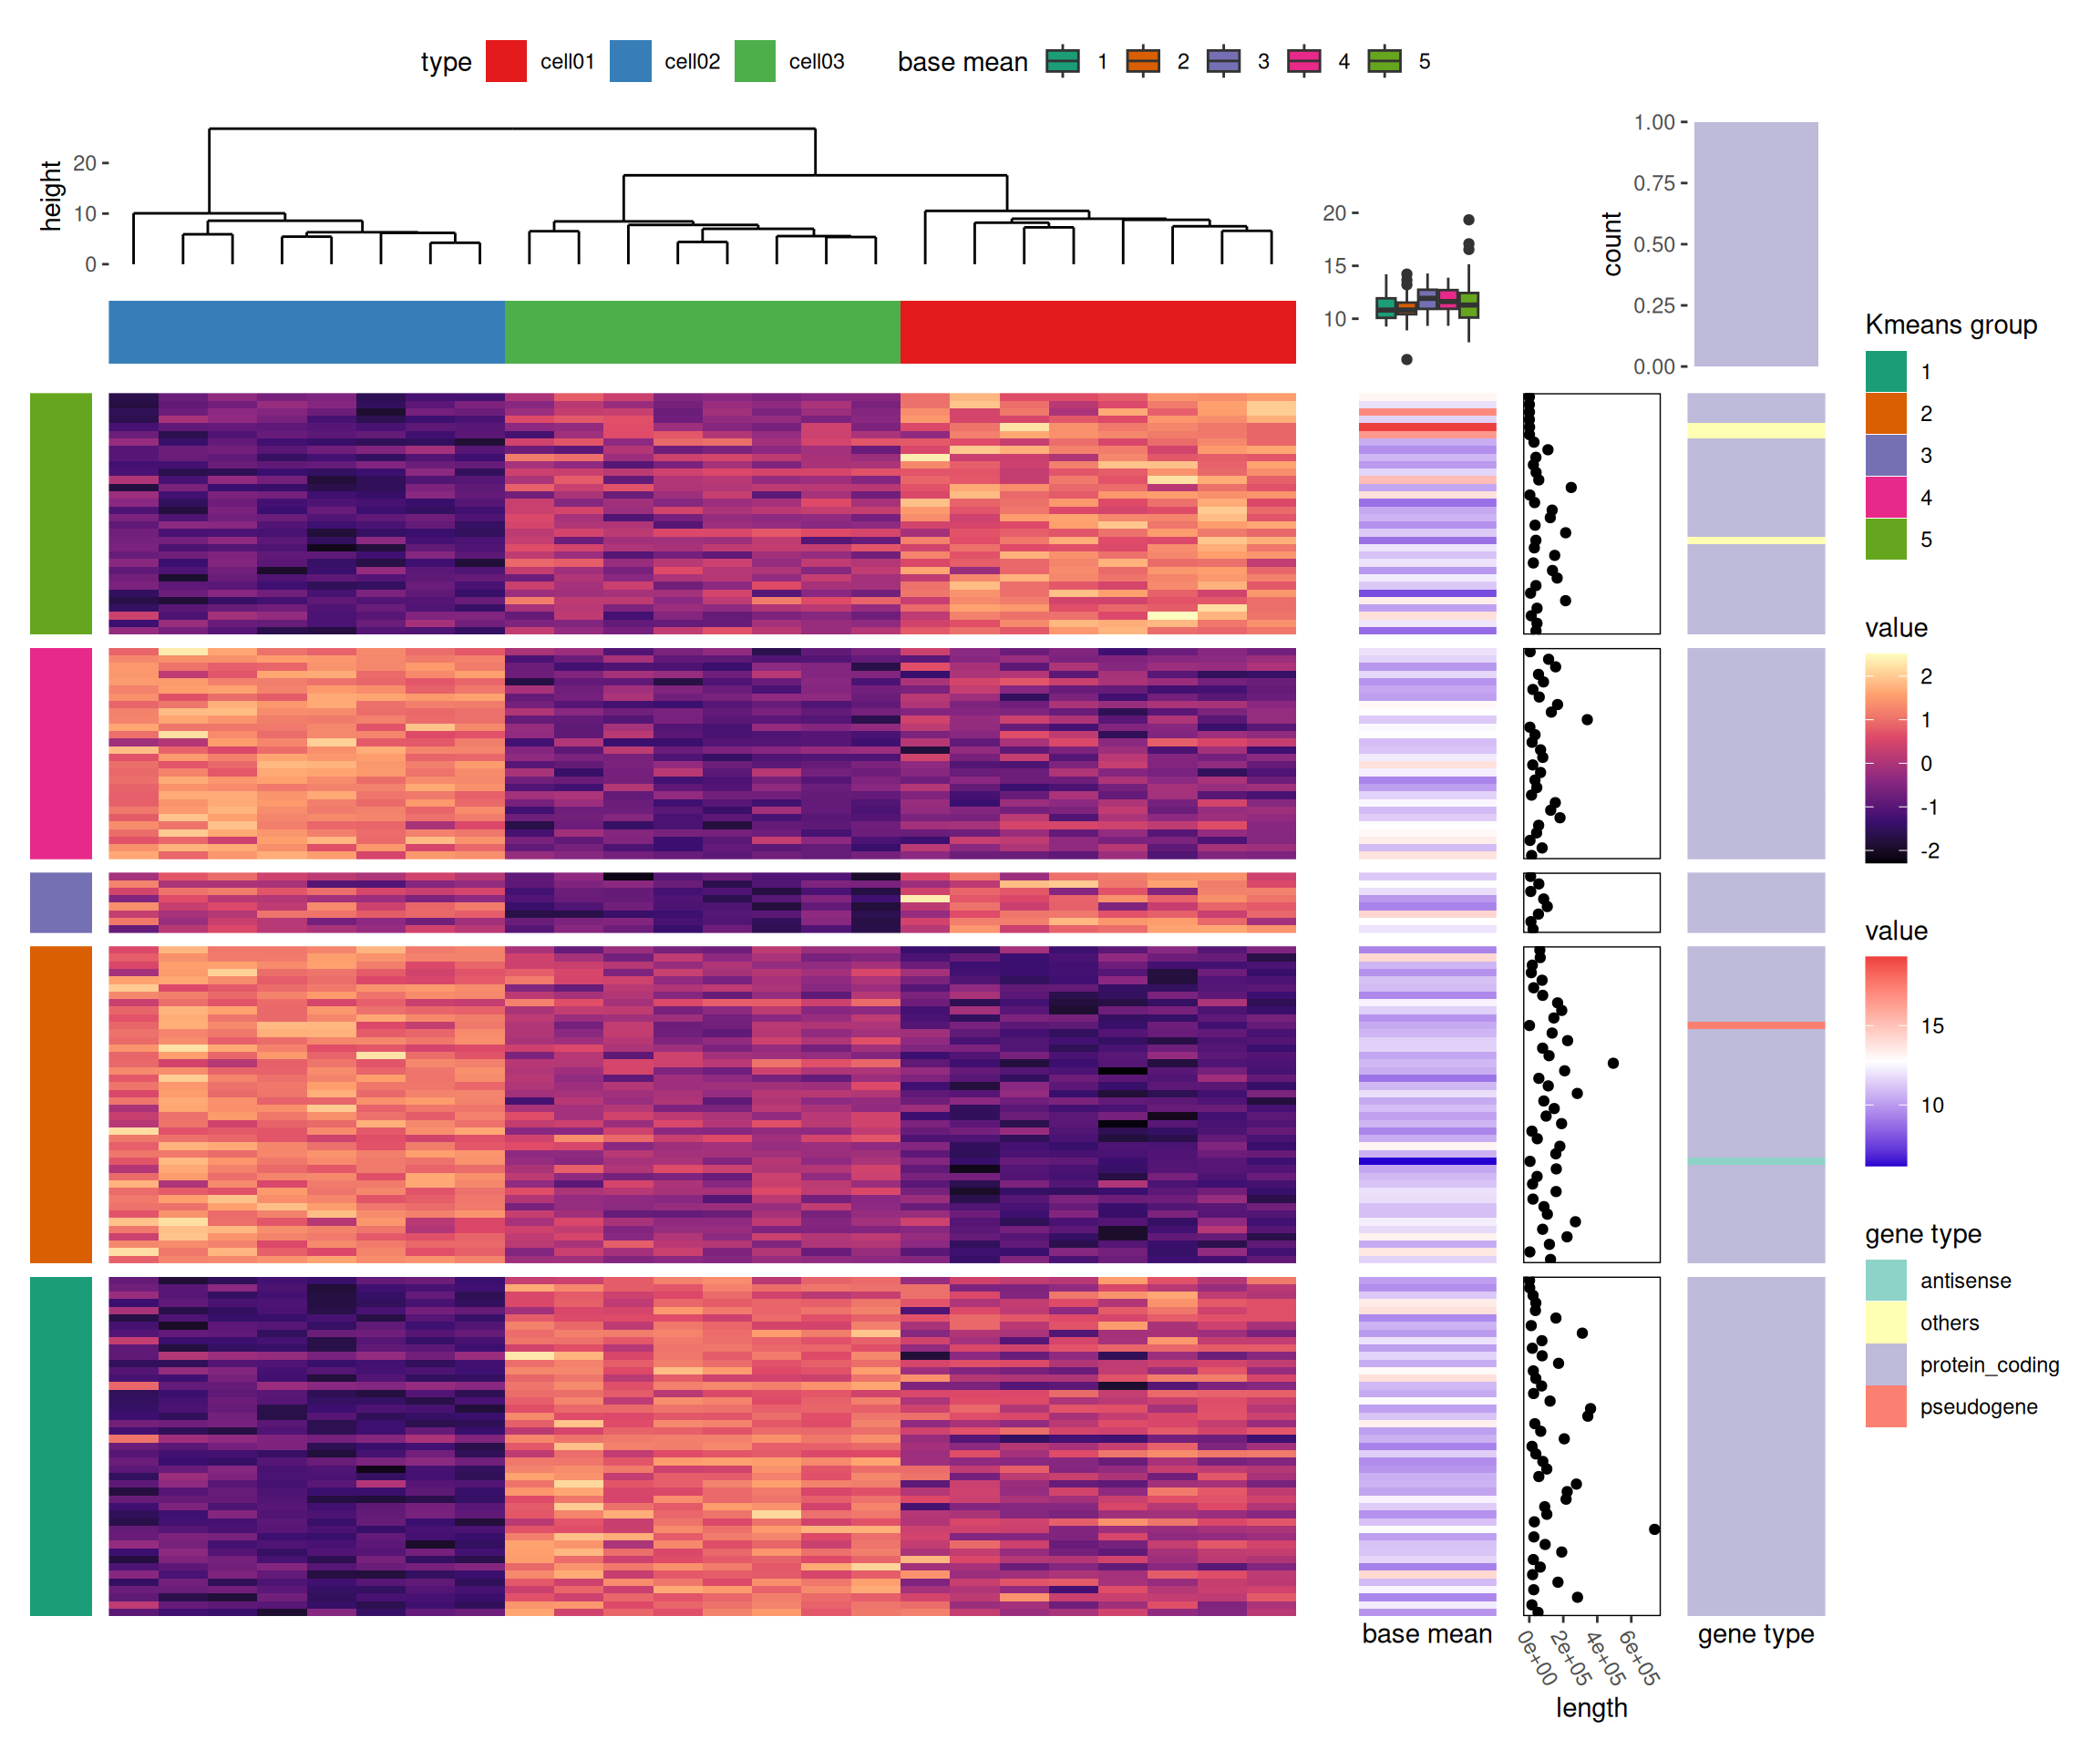 type cell01 cell02 cell03 base mean 1 2 3 4 5
height
20
10
0
20
15
10
count
1.00
0.75
0.50
0.25
0.00
Kmeans group
1
2
3
4
5
value
2
1
0
-1
-2
value
15
10
gene type
antisense
others
protein_coding
pseudogene
base mean
0e+00 2e+05 4e+05 6e+05
length
gene type